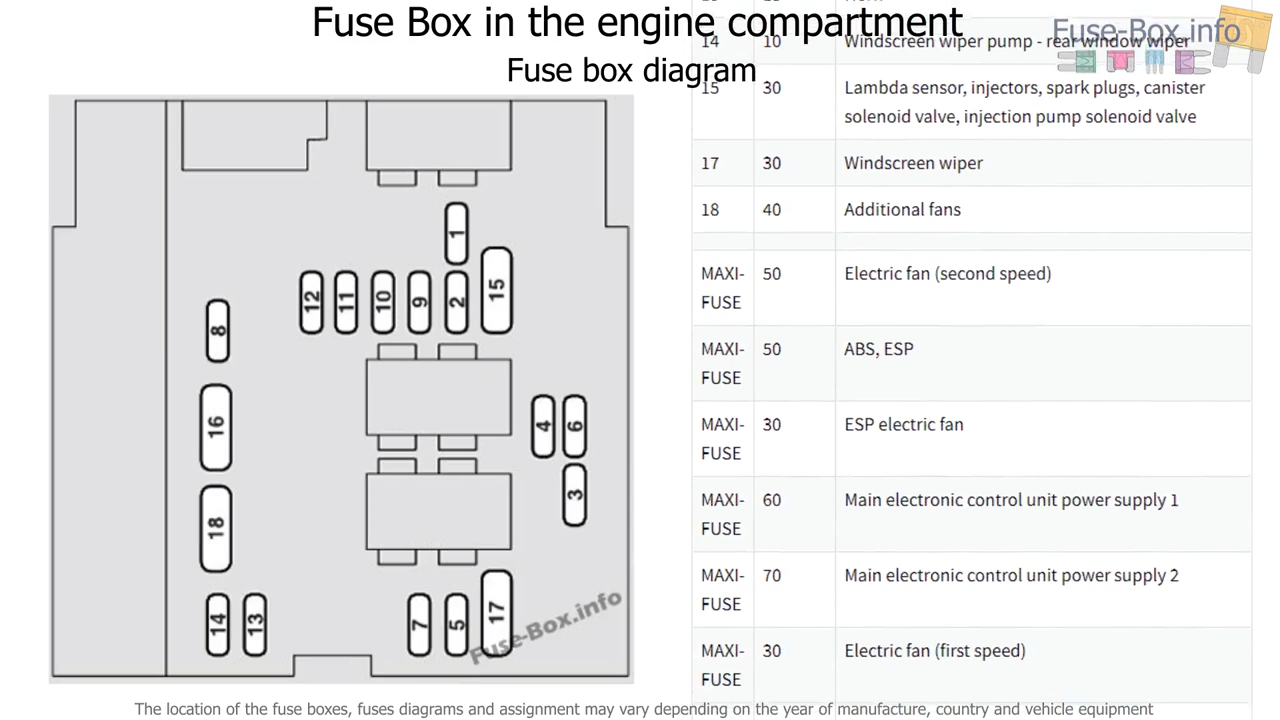 Fuse Box in the engine compartment
Fuse box diagram
Fuse-Box.info
14 10 Windscreen wiper pump - rear window wiper
15 30 Lambda sensor, injectors, spark plugs, canister
solenoid valve, injection pump solenoid valve
17 30 Windscreen wiper
18 40 Additional fans
MAXI- 50 Electric fan (second speed)
FUSE
MAXI- 50 ABS, ESP
FUSE
MAXI- 30 ESP electric fan
FUSE
MAXI- 60 Main electronic control unit power supply 1
FUSE
MAXI- 70 Main electronic control unit power supply 2
FUSE
MAXI- 30 Electric fan (first speed)
FUSE
1
12 11 10 9 2 15
8
16 4 6
18 3
14 13 7 5 17
Fuse-Box.info
The location of the fuse boxes, fuses diagrams and assignment may vary depending on the year of manufacture, country and vehicle equipment